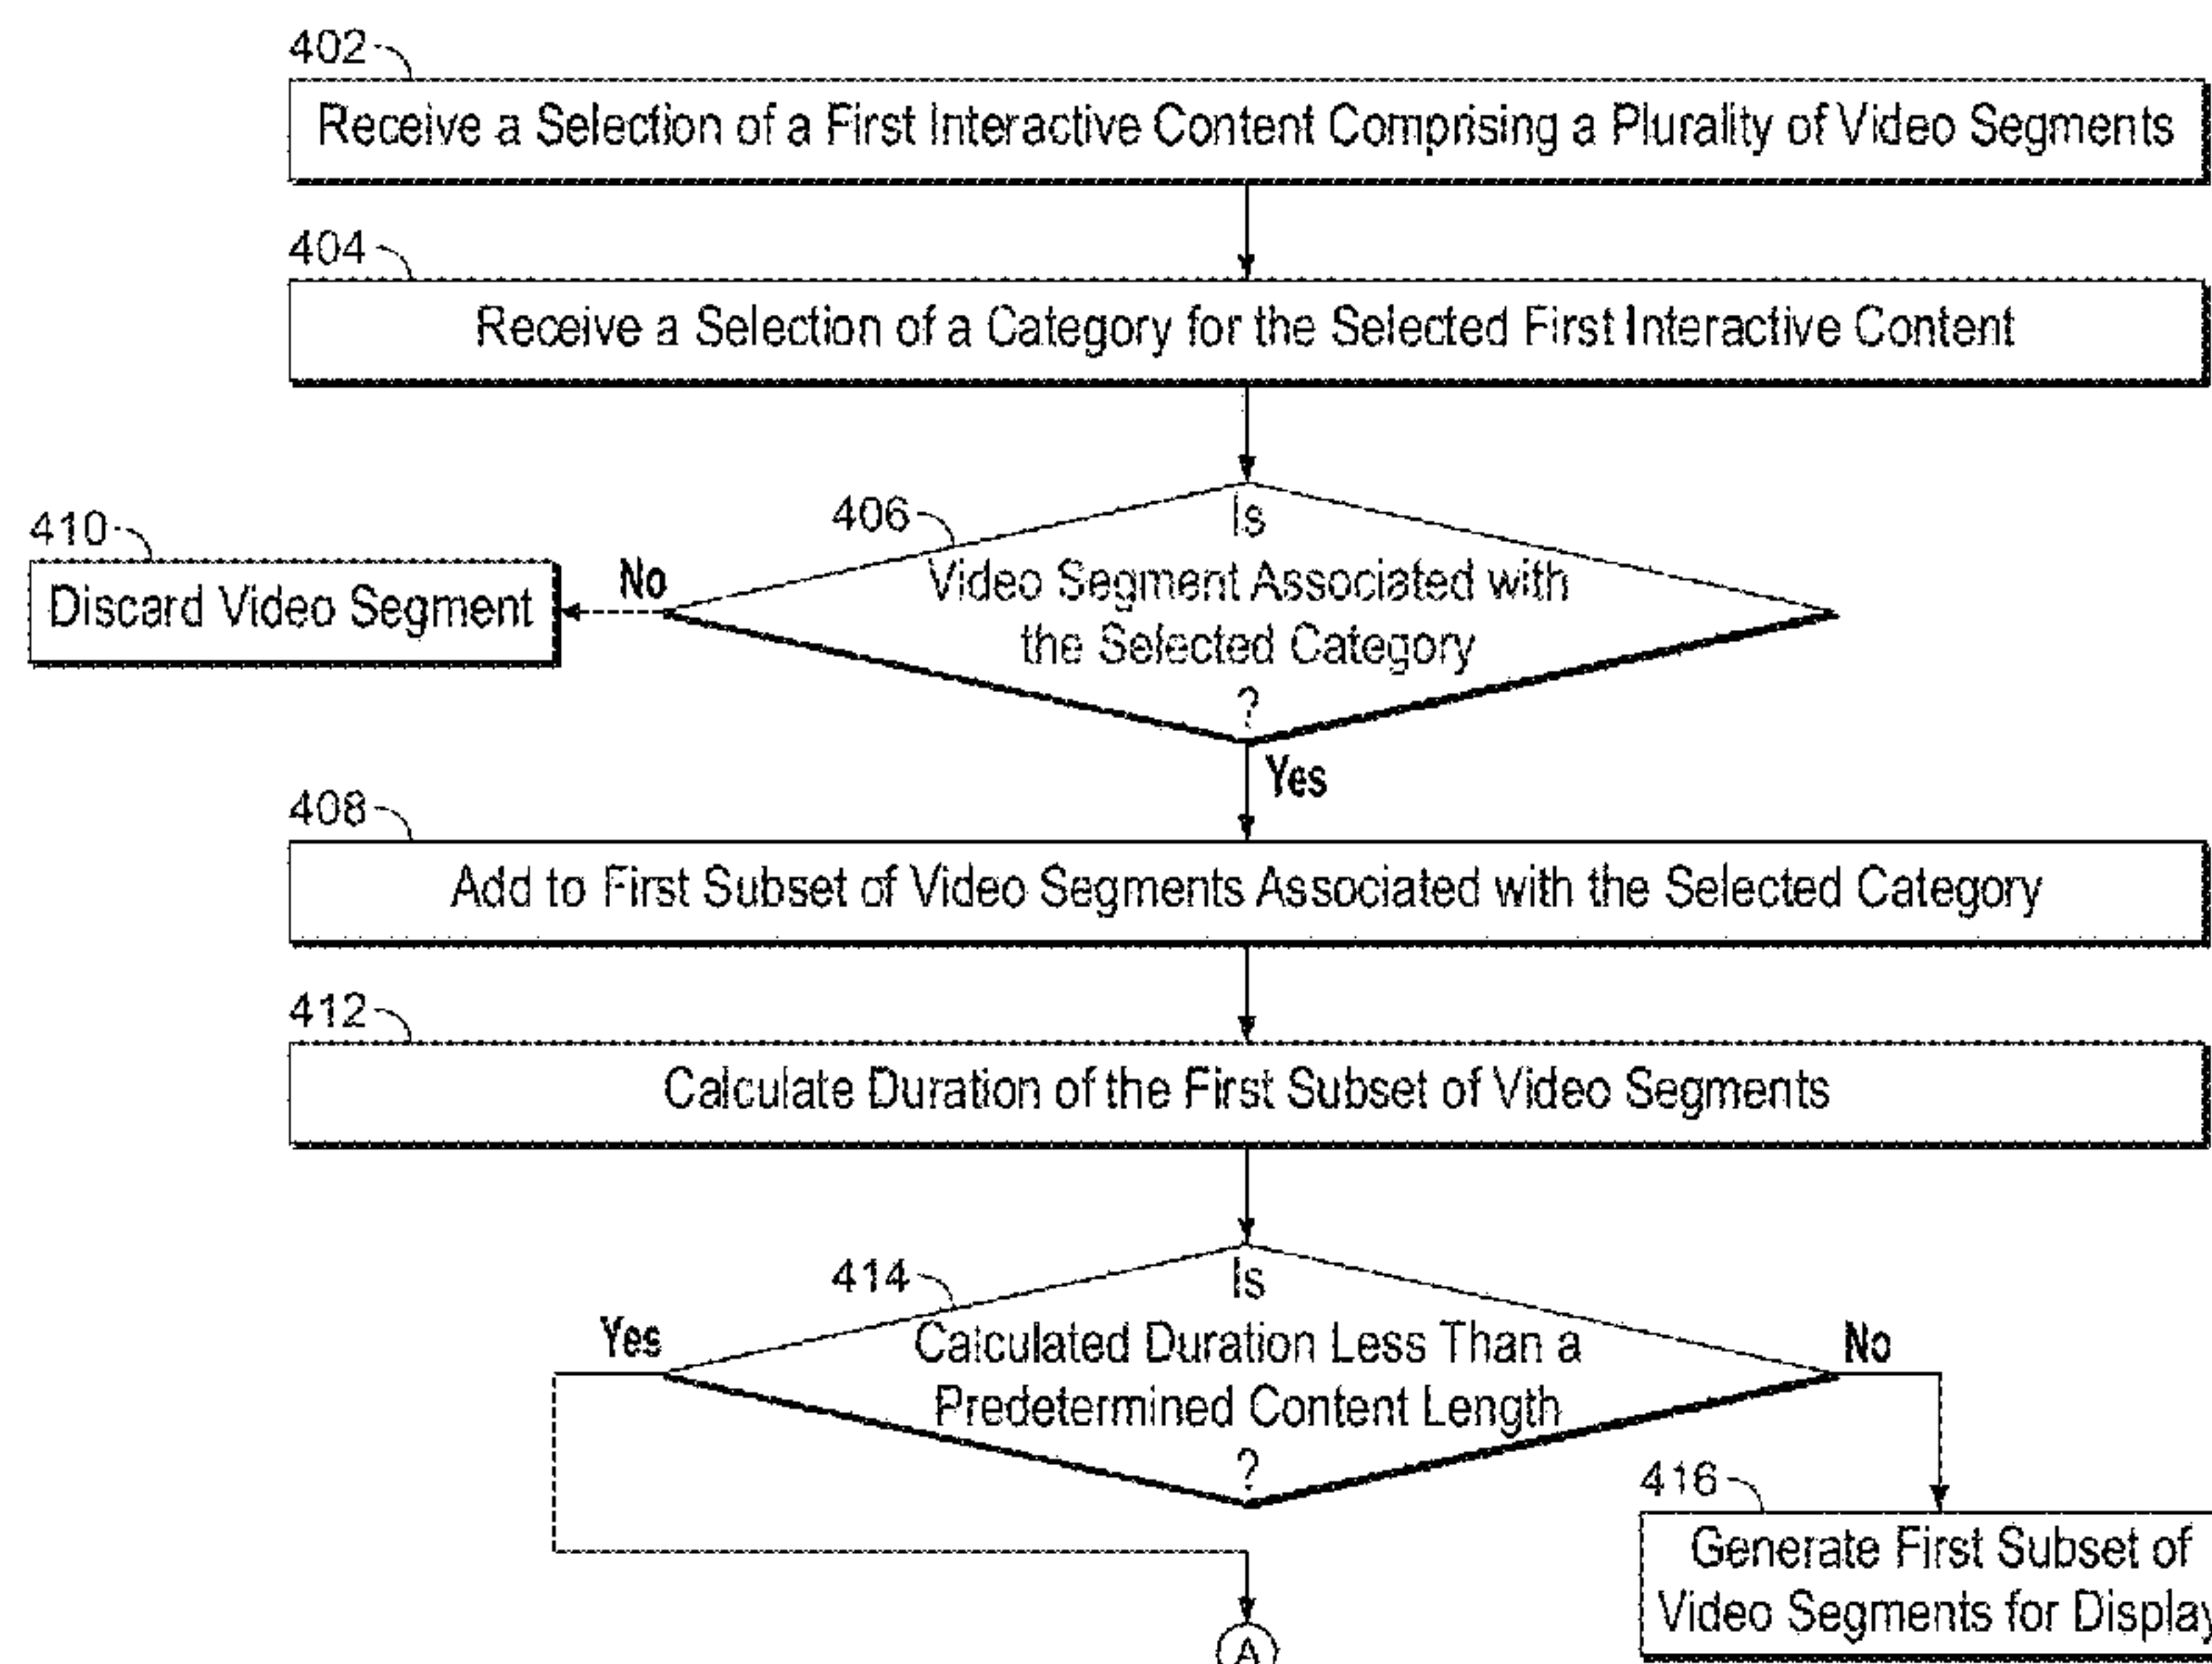 402
Receive a Selection of a First Interactive Content Comprising a Plurality of Video Segments
404
Receive a Selection of a Category for the Selected First Interactive Content
406
Is
Video Segment Associated with
the Selected Category
?
No
410
Discard Video Segment
Yes
408
Add to First Subset of Video Segments Associated with the Selected Category
412
Calculate Duration of the First Subset of Video Segments
414
Is
Calculated Duration Less Than a
Predetermined Content Length
?
Yes
No
416
Generate First Subset of
Video Segments for Display
A